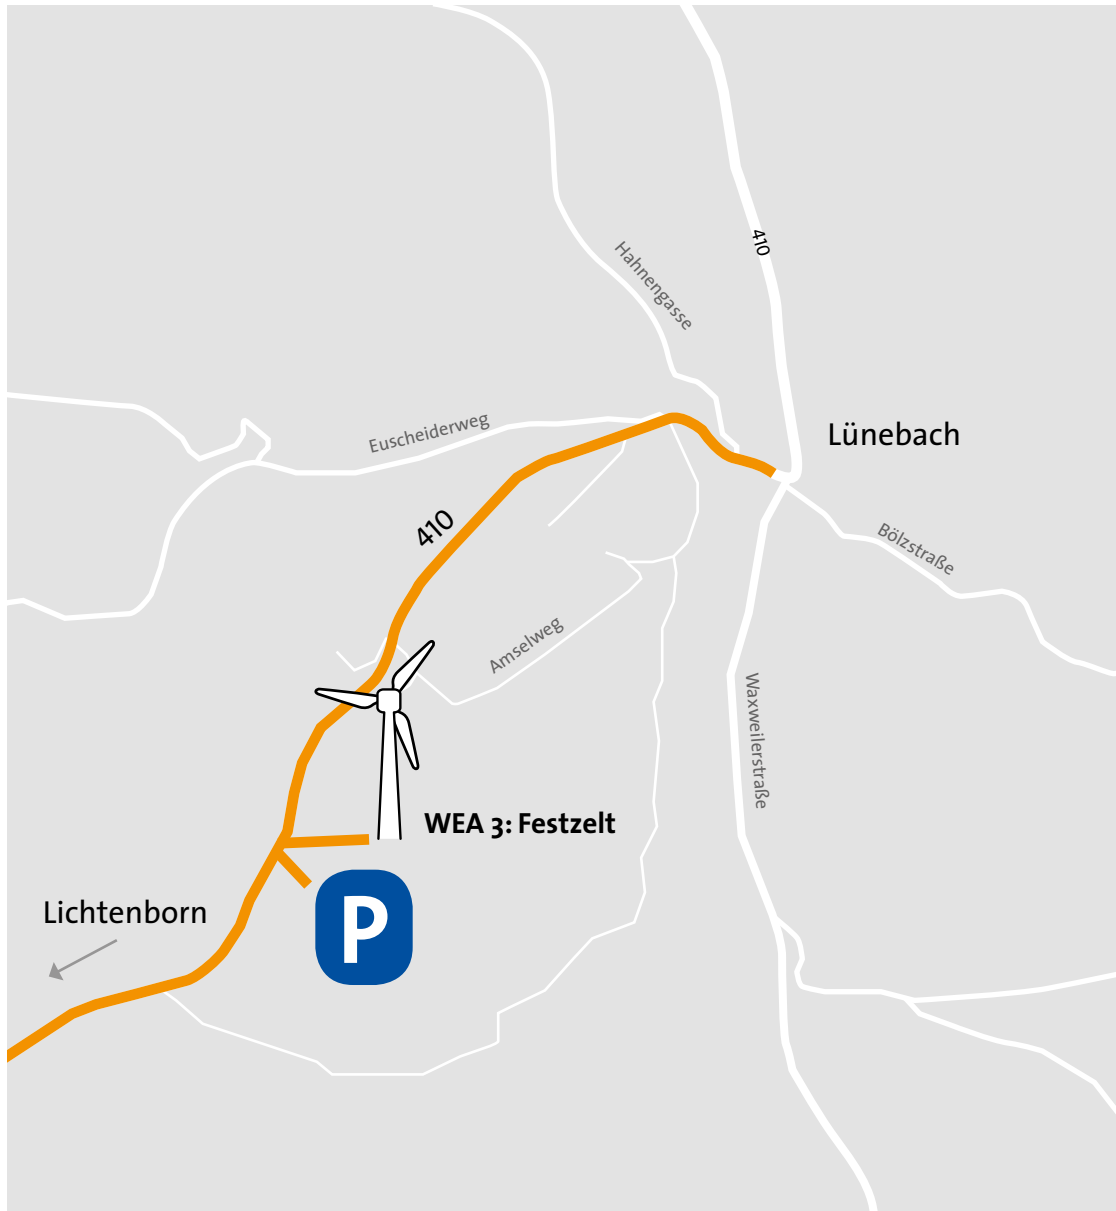 410
Hahnengasse
Euscheiderweg
Lünebach
410
Bölzstraße
Amselweg
Waxweilerstraße
WEA 3: Festzelt
Lichtenborn
P